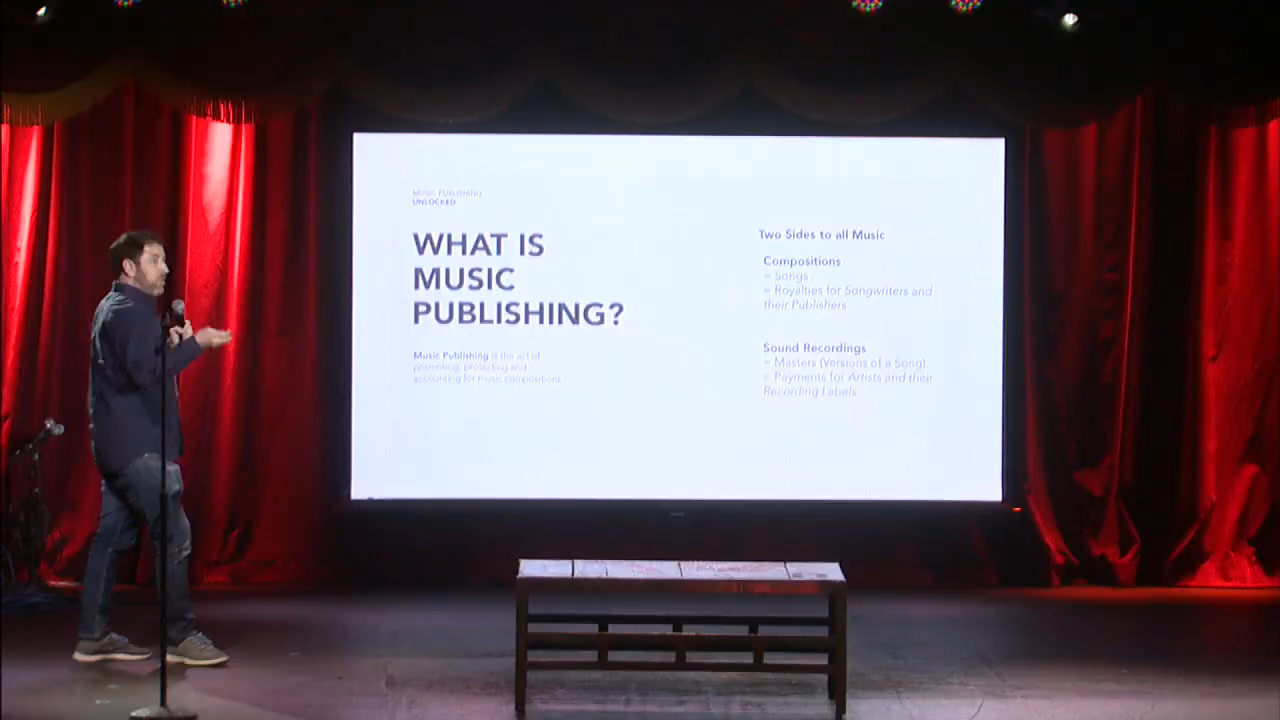 MUSIC PUBLISHING
UNLOCKED
WHAT IS
MUSIC
PUBLISHING?
Music Publishing is the act of
promoting, protecting and
accounting for music compositions.
Two Sides to all Music
Compositions
– Songs
– Royalties for Songwriters and
their Publishers
Sound Recordings
– Masters (Versions of a Song)
– Payments for Artists and their
Recording Labels